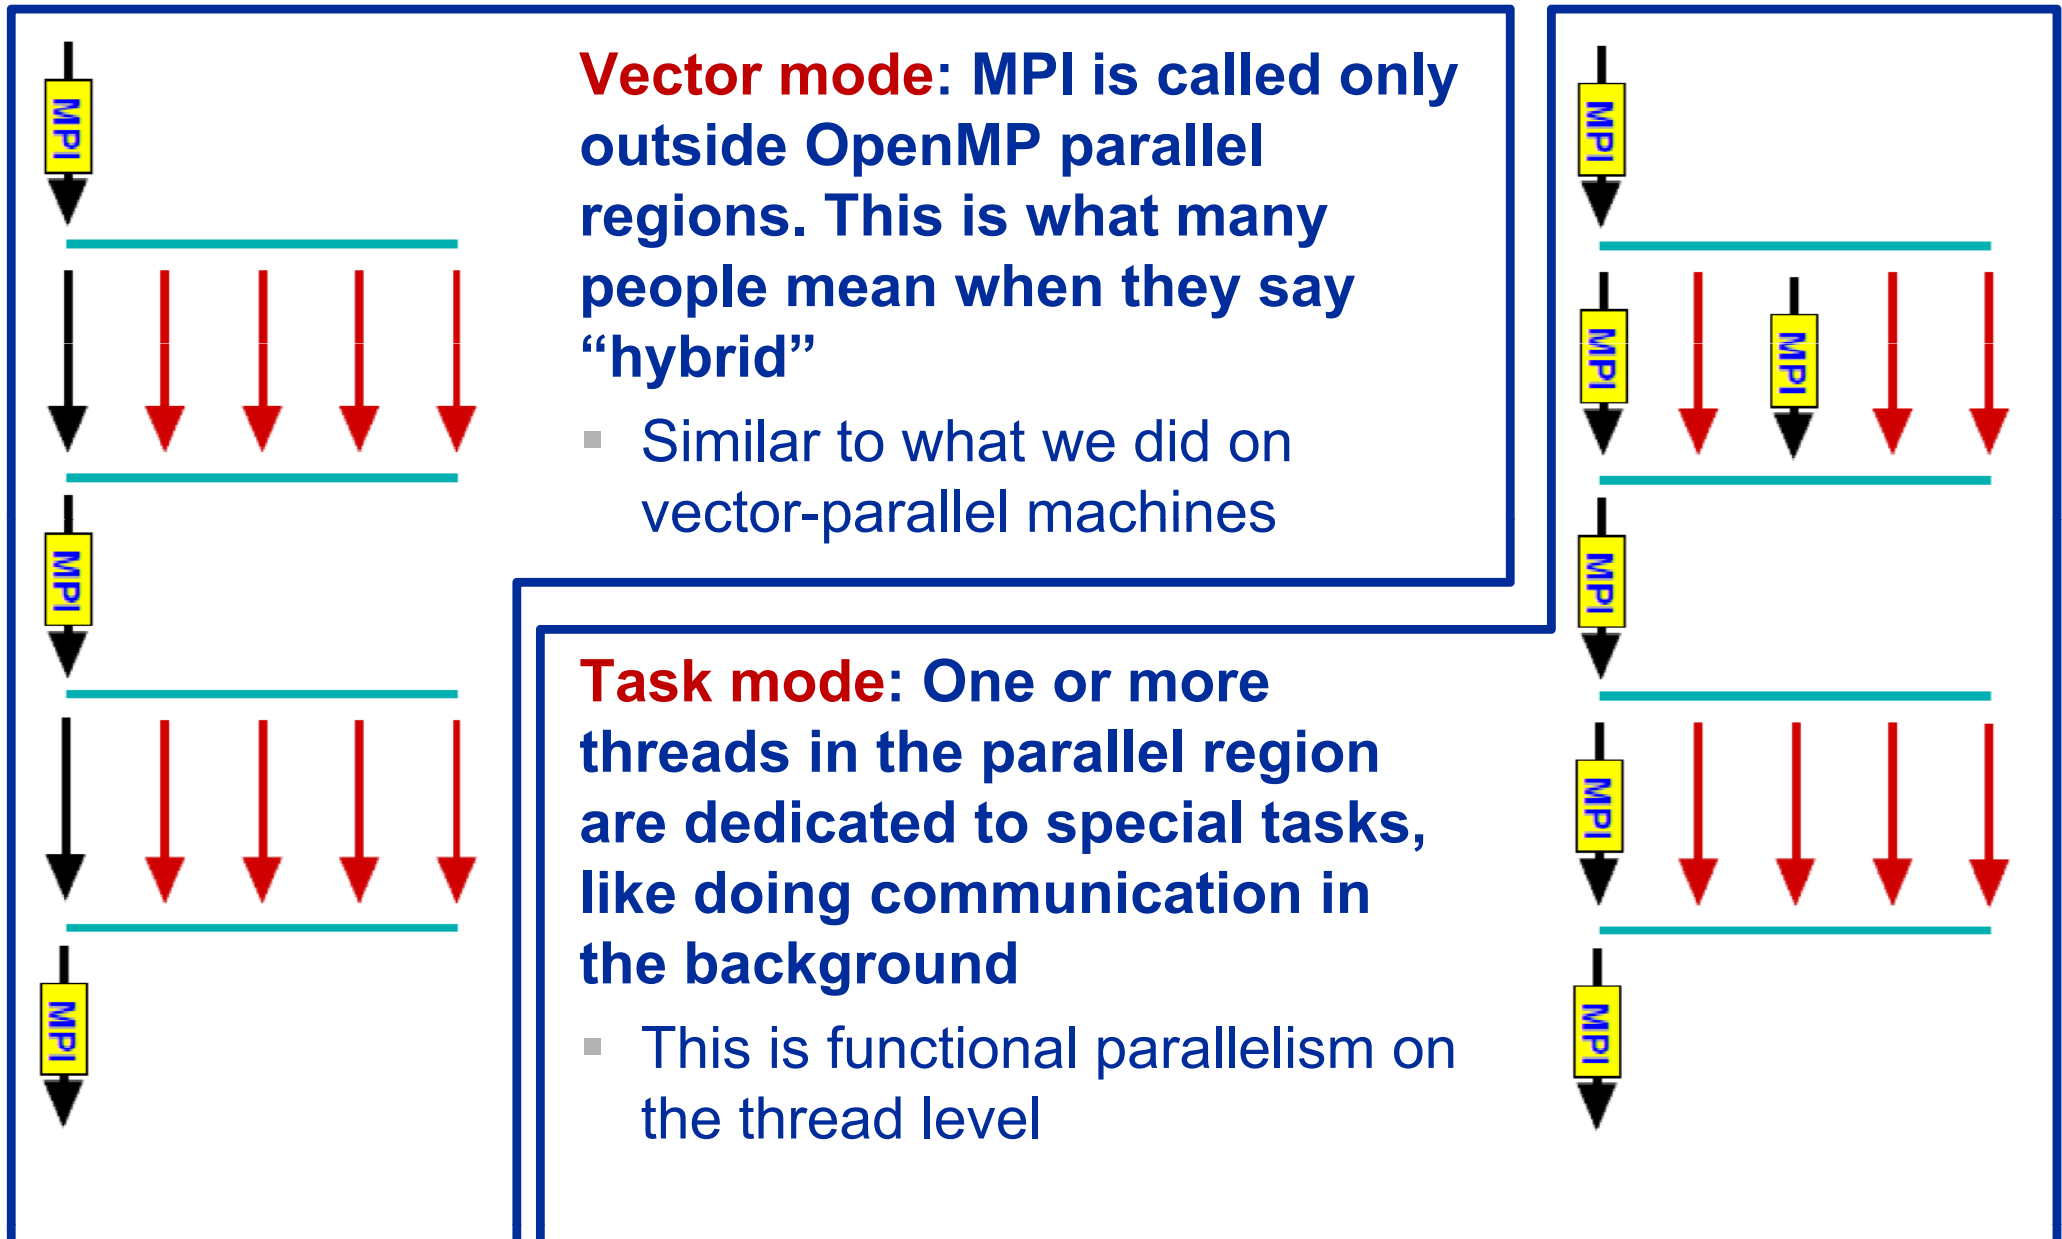 MPI
MPI
MPI
Vector mode: MPI is called only
outside OpenMP parallel
regions. This is what many
people mean when they say
“hybrid”
Similar to what we did on
vector-parallel machines
Task mode: One or more
threads in the parallel region
are dedicated to special tasks,
like doing communication in
the background
This is functional parallelism on
the thread level
MPI
MPI
MPI
MPI
MPI
MPI